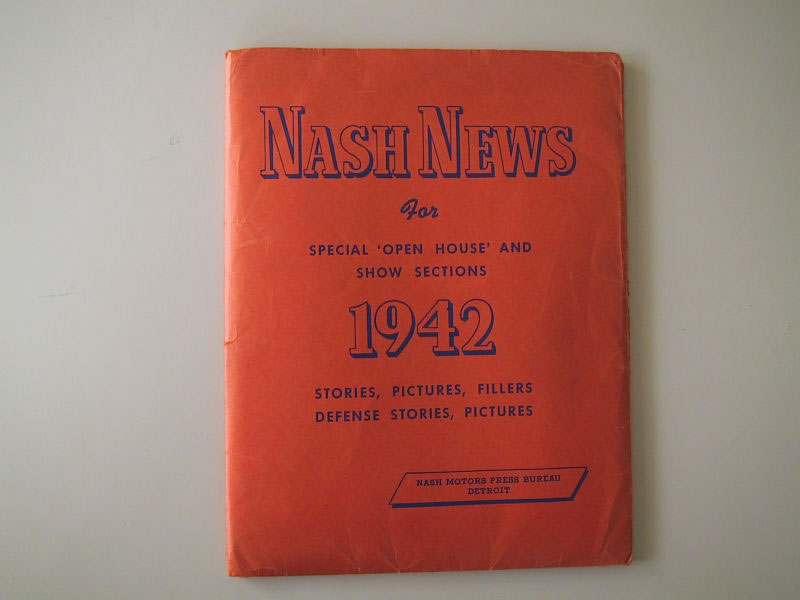 NASH NEWS
For
SPECIAL 'OPEN HOUSE' AND
SHOW SECTIONS
1942
STORIES, PICTURES, FILLERS
DEFENSE STORIES, PICTURES
NASH MOTORS PRESS BUREAU
DETROIT